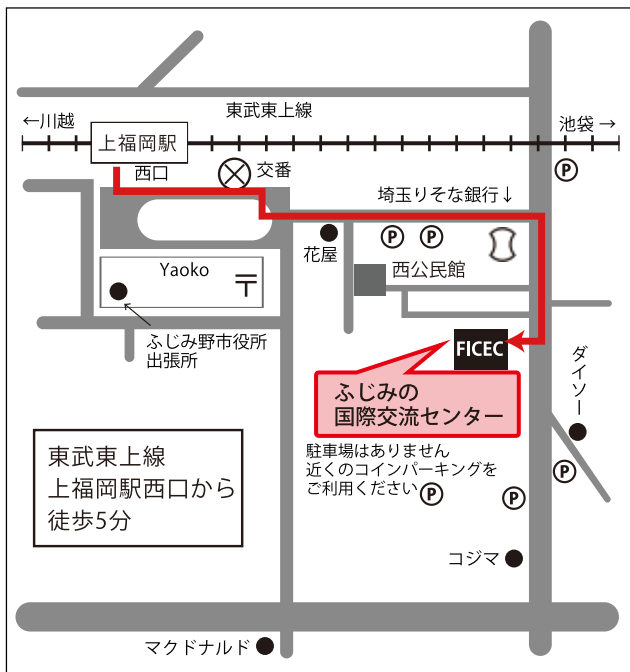 東武東上線
←川越
池袋→
上福岡駅
西口
交番
P
埼玉りそな銀行↓
花屋
P
P
Yaoko
〒
西公民館
ふじみ野市役所
出張所
FICEC
ダイソー
ふじみの
国際交流センター
駐車場はありません
近くのコインパーキングを
ご利用ください
P
P
P
東武東上線
上福岡駅西口から
徒歩5分
コジマ
マクドナルド